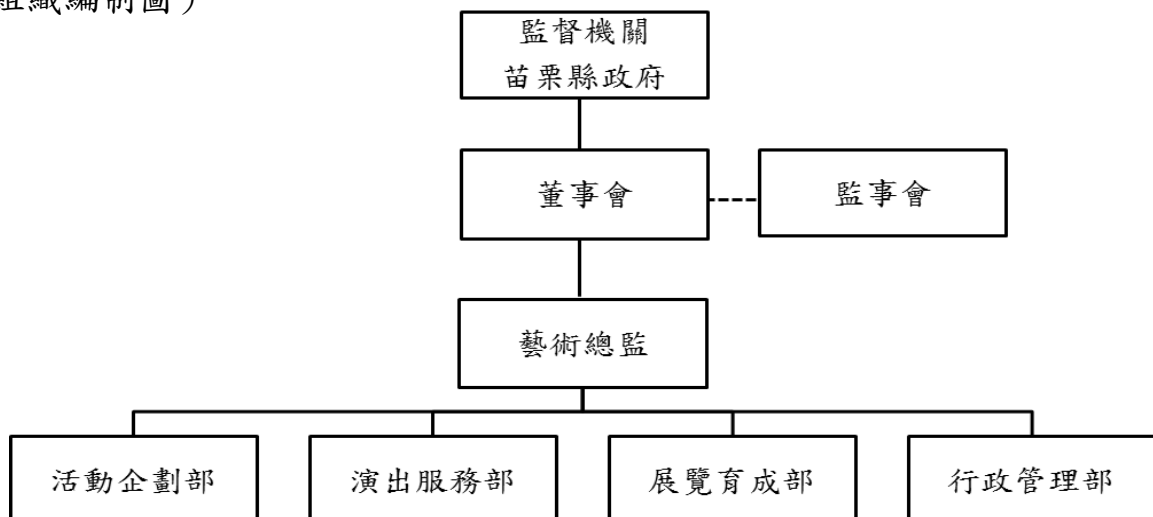 組織編制圖）
監督機關
苗栗縣政府
董事會
監事會
藝術總監
活動企劃部
演出服務部
展覽育成部
行政管理部